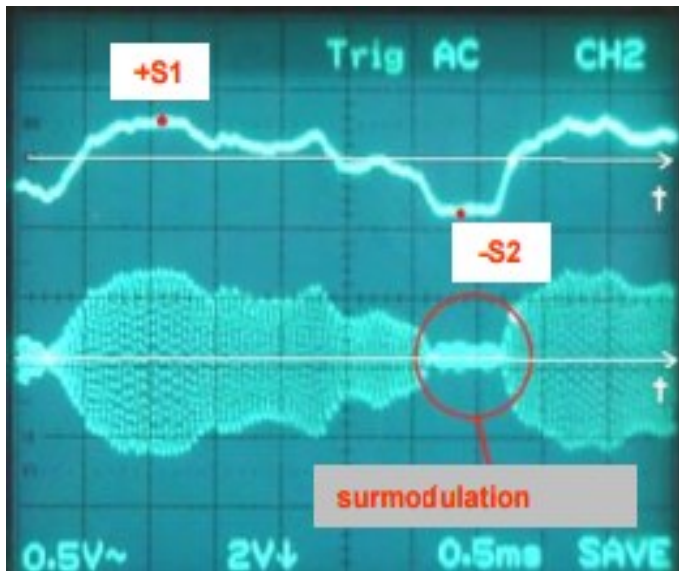 Trig AC CH2
+S1
t
-S2
t
surmodulation
0.5V~ 2V↓ 0.5ms SAVE